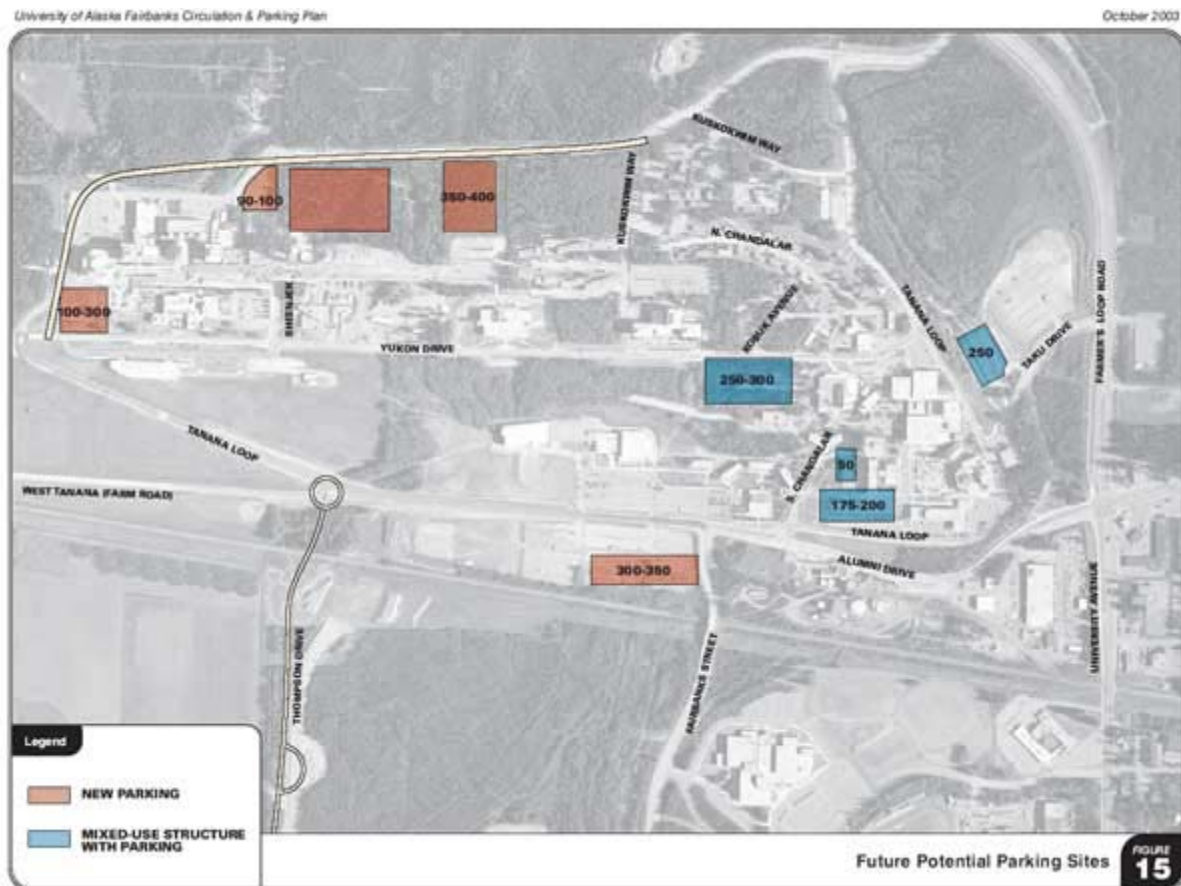 University of Alaska Fairbanks Circulation & Parking Plan
October 2003
KUSKOKWIM WAY
KUSKOKWIM WAY
90-100
350-400
N. CHANDALAR
100-300
SHEENJEK
KOBUK AVENUE
TANANA LOOP
FARMER'S LOOP ROAD
TAKU DRIVE
250
YUKON DRIVE
250-300
TANANA LOOP
S. CHANDALAR
50
175-200
WEST TANANA (FARM ROAD)
TANANA LOOP
ALUMNI DRIVE
300-350
UNIVERSITY AVENUE
THOMPSON DRIVE
FAIRBANKS STREET
Legend
NEW PARKING
MIXED-USE STRUCTURE
WITH PARKING
Future Potential Parking Sites
FIGURE
15